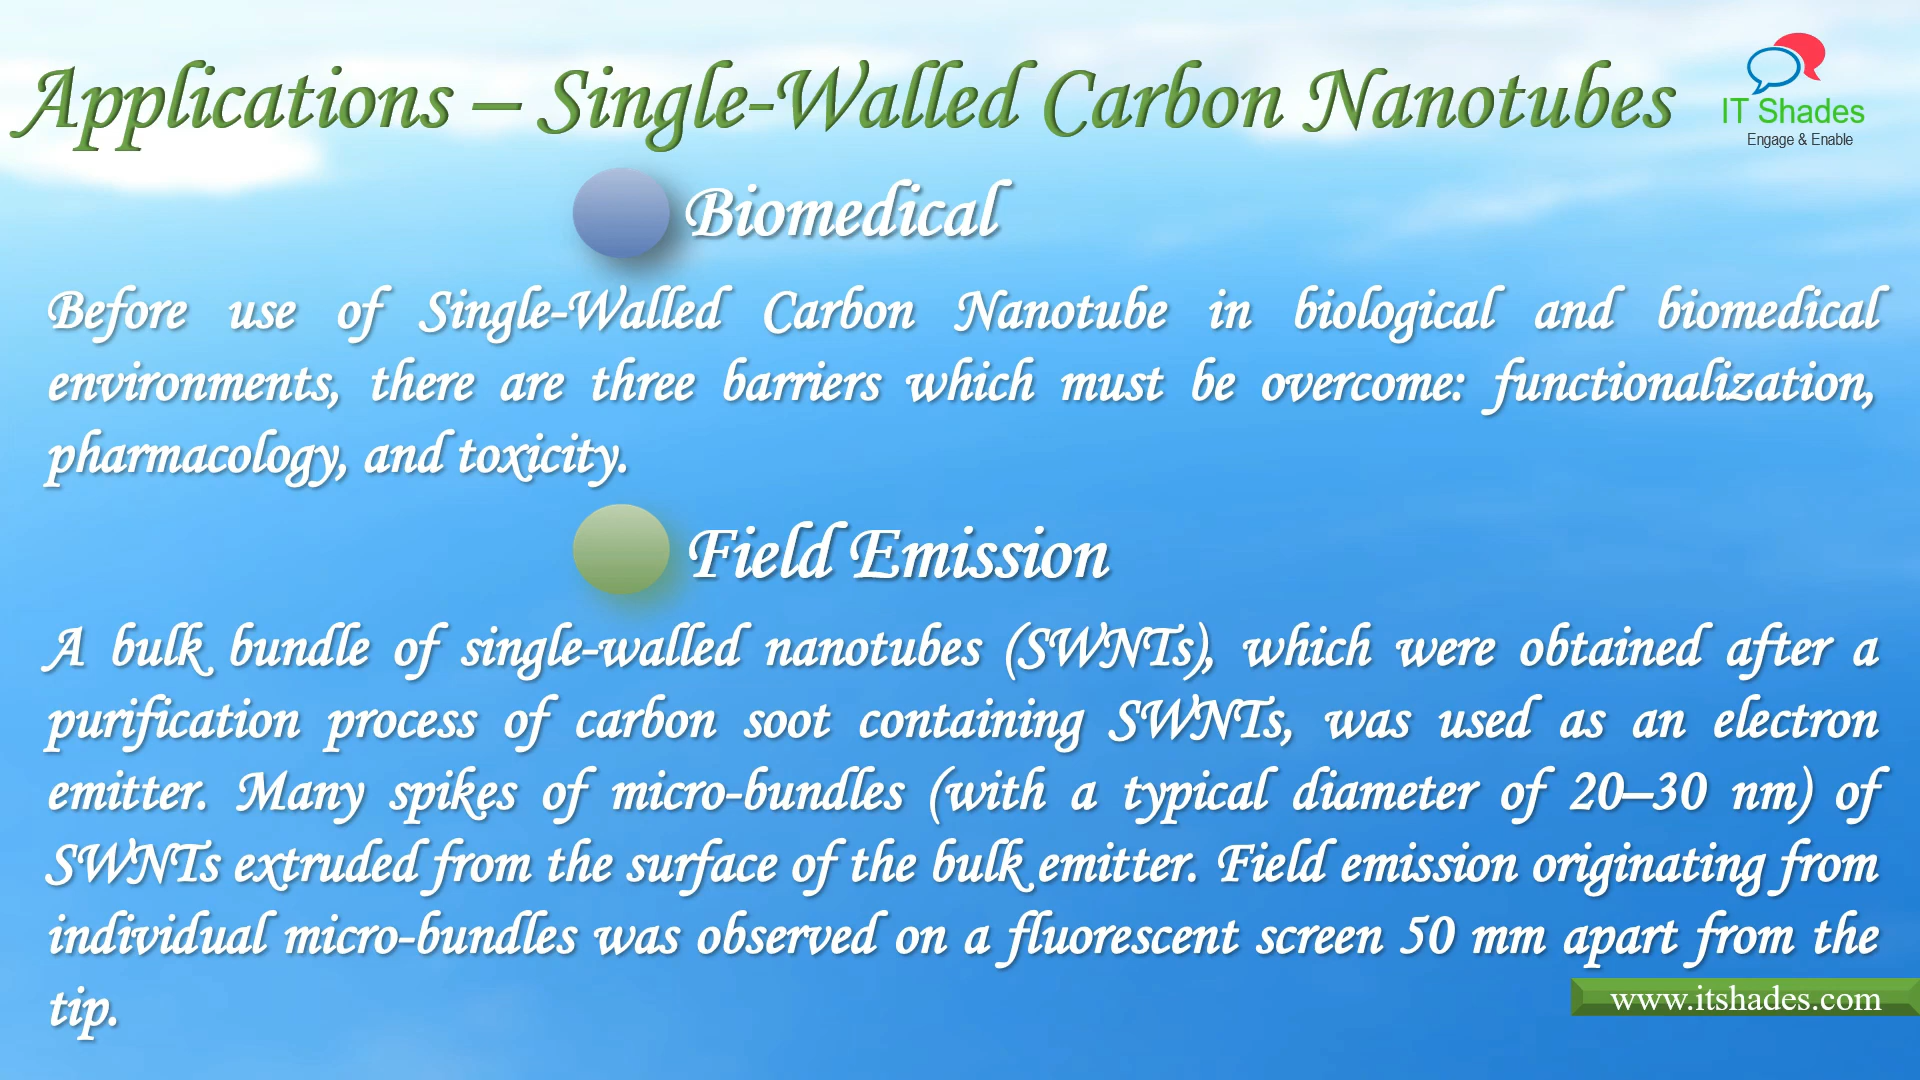 Applications – Single-Walled Carbon Nanotubes
IT Shades
Engage & Enable
Biomedical
Before use of Single-Walled Carbon Nanotube in biological and biomedical
environments, there are three barriers which must be overcome: functionalization,
pharmacology, and toxicity.
Field Emission
A bulk bundle of single-walled nanotubes (SWNTs), which were obtained after a
purification process of carbon soot containing SWNTs, was used as an electron
emitter. Many spikes of micro-bundles (with a typical diameter of 20–30 nm) of
SWNTs extruded from the surface of the bulk emitter. Field emission originating from
individual micro-bundles was observed on a fluorescent screen 50 mm apart from the
tip.
www.itshades.com